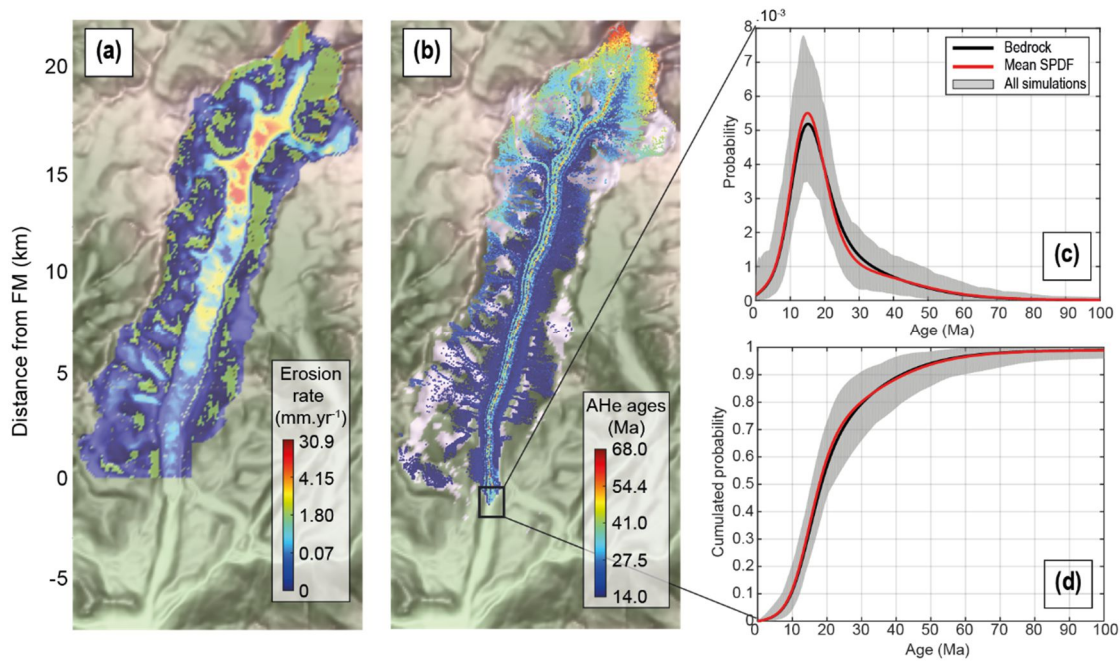 (a)
(b)
Distance from FM (km)
20
15
10
5
0
-5
Erosion
rate
(mm.yr⁻¹)
30.9
4.15
1.80
0.07
0
AHe ages
(Ma)
68.0
54.4
41.0
27.5
14.0
8 ×10⁻³
7
6
5
4
3
2
1
0
Probability
Bedrock
Mean SPDF
All simulations
(c)
0 10 20 30 40 50 60 70 80 90 100
Age (Ma)
1
0.9
0.8
0.7
0.6
0.5
0.4
0.3
0.2
0.1
0
Cumulated probability
(d)
0 10 20 30 40 50 60 70 80 90 100
Age (Ma)